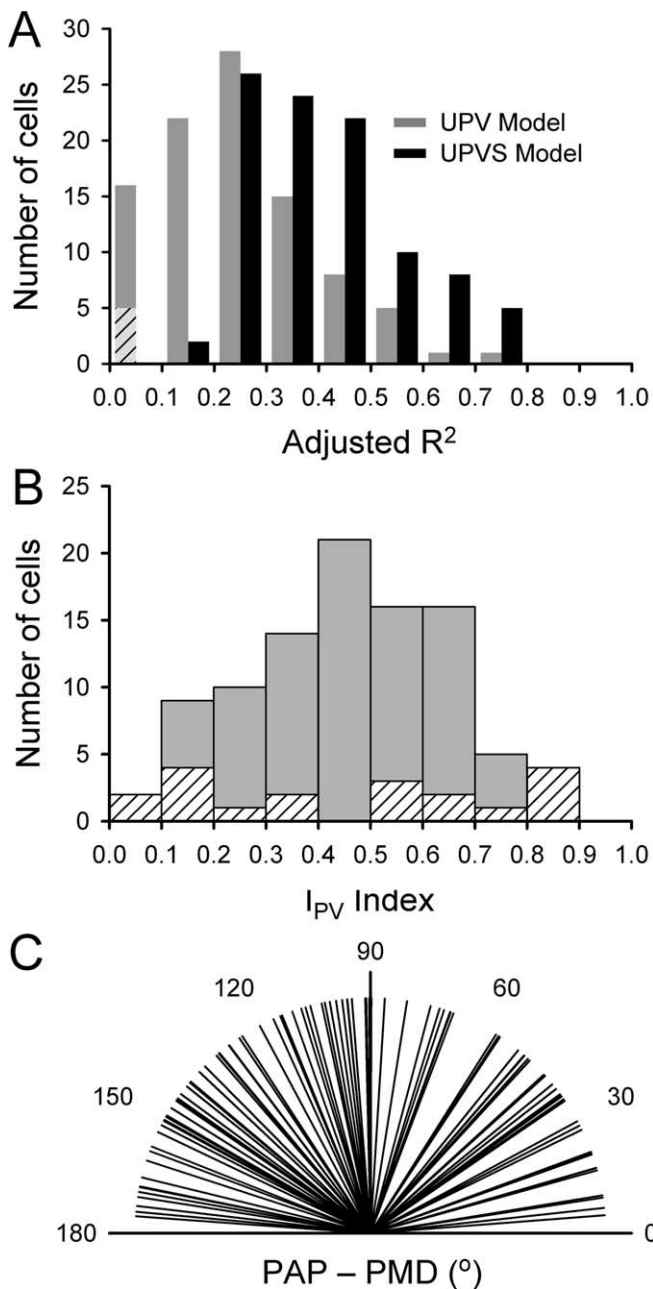 A
30
25
20
15
10
5
0
Number of cells
UPV Model
UPVS Model
0.0 0.1 0.2 0.3 0.4 0.5 0.6 0.7 0.8 0.9 1.0
Adjusted R²
B
25
20
15
10
5
0
Number of cells
0.0 0.1 0.2 0.3 0.4 0.5 0.6 0.7 0.8 0.9 1.0
I_PV Index
C
90
120 60
150 30
180 0
PAP – PMD (º)